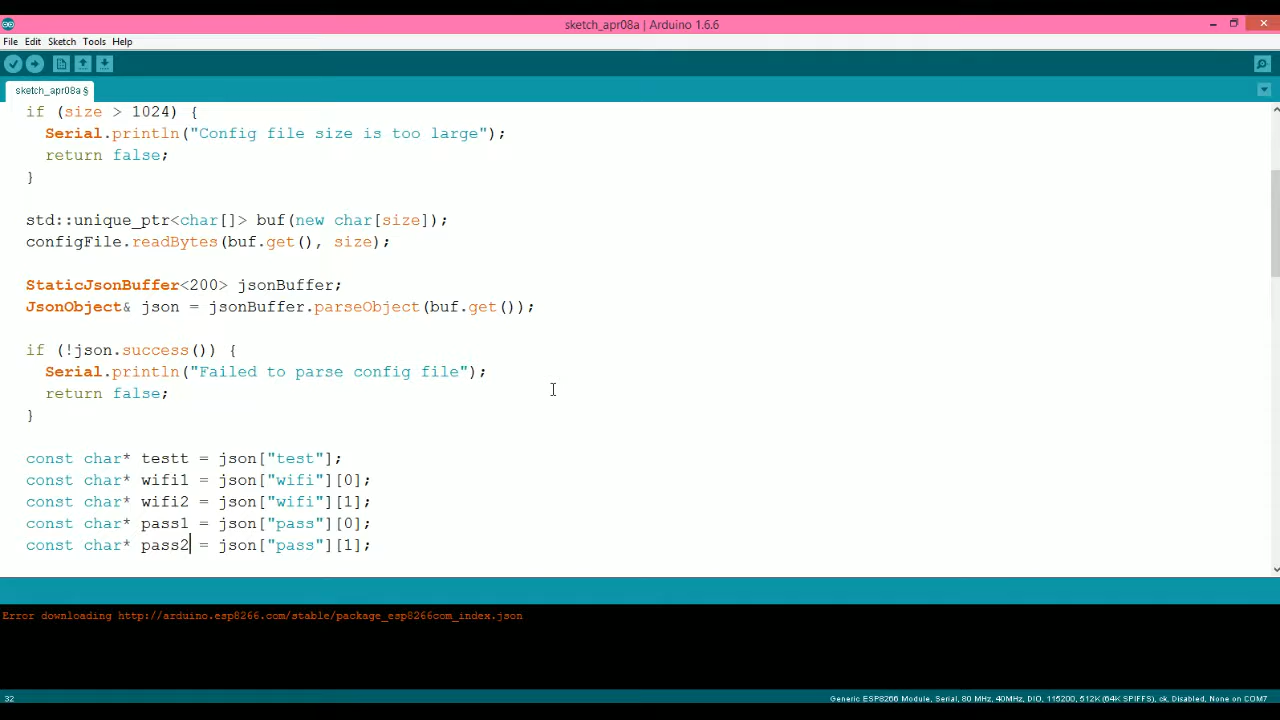 sketch_apr08a | Arduino 1.6.6
File Edit Sketch Tools Help
sketch_apr08a §
if (size > 1024) {
Serial.println("Config file size is too large");
return false;
}
std::unique_ptr<char[]> buf(new char[size]);
configFile.readBytes(buf.get(), size);
StaticJsonBuffer<200> jsonBuffer;
JsonObject& json = jsonBuffer.parseObject(buf.get());
if (!json.success()) {
Serial.println("Failed to parse config file");
return false;
}
const char* testt = json["test"];
const char* wifi1 = json["wifi"][0];
const char* wifi2 = json["wifi"][1];
const char* pass1 = json["pass"][0];
const char* pass2 = json["pass"][1];
Error downloading http://arduino.esp8266.com/stable/package_esp8266com_index.json
32
Generic ESP8266 Module, Serial, 80 MHz, 40MHz, DIO, 115200, 512K (64K SPIFFS), ck, Disabled, None on COM7